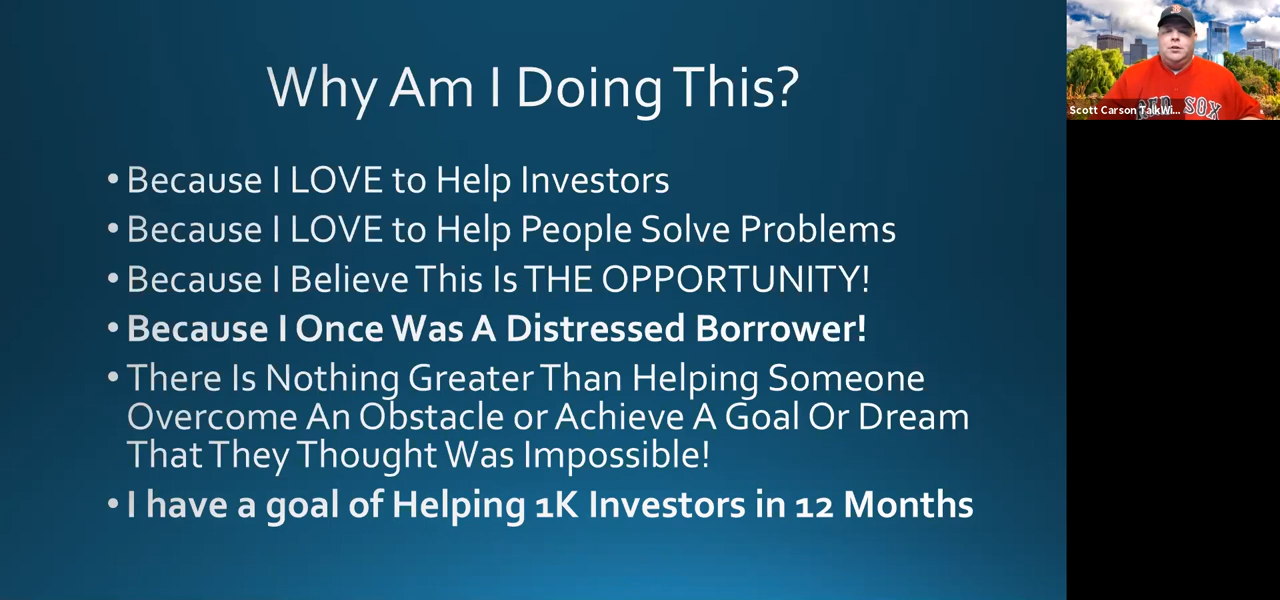 Why Am I Doing This?
• Because I LOVE to Help Investors
• Because I LOVE to Help People Solve Problems
• Because I Believe This Is THE OPPORTUNITY!
• Because I Once Was A Distressed Borrower!
• There Is Nothing Greater Than Helping Someone
Overcome An Obstacle or Achieve A Goal Or Dream
That They Thought Was Impossible!
• I have a goal of Helping 1K Investors in 12 Months
RED SOX
Scott Carson TalkWi...